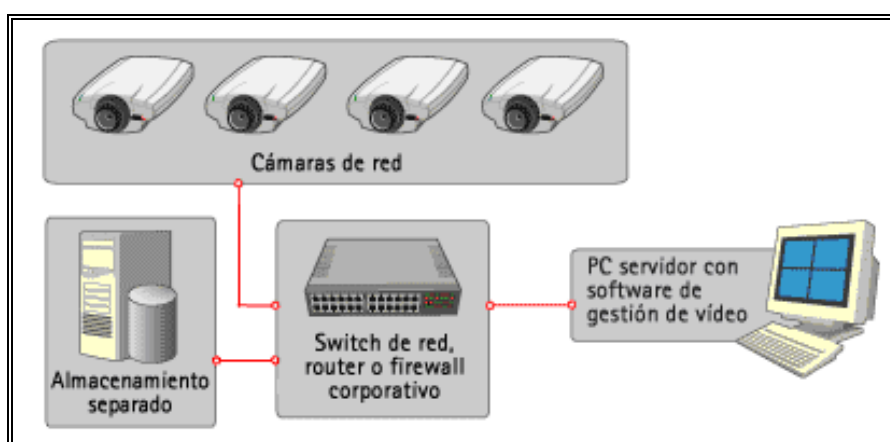 Cámaras de red
PC servidor con
software de
gestión de vídeo
Switch de red,
router o firewall
corporativo
Almacenamiento
separado